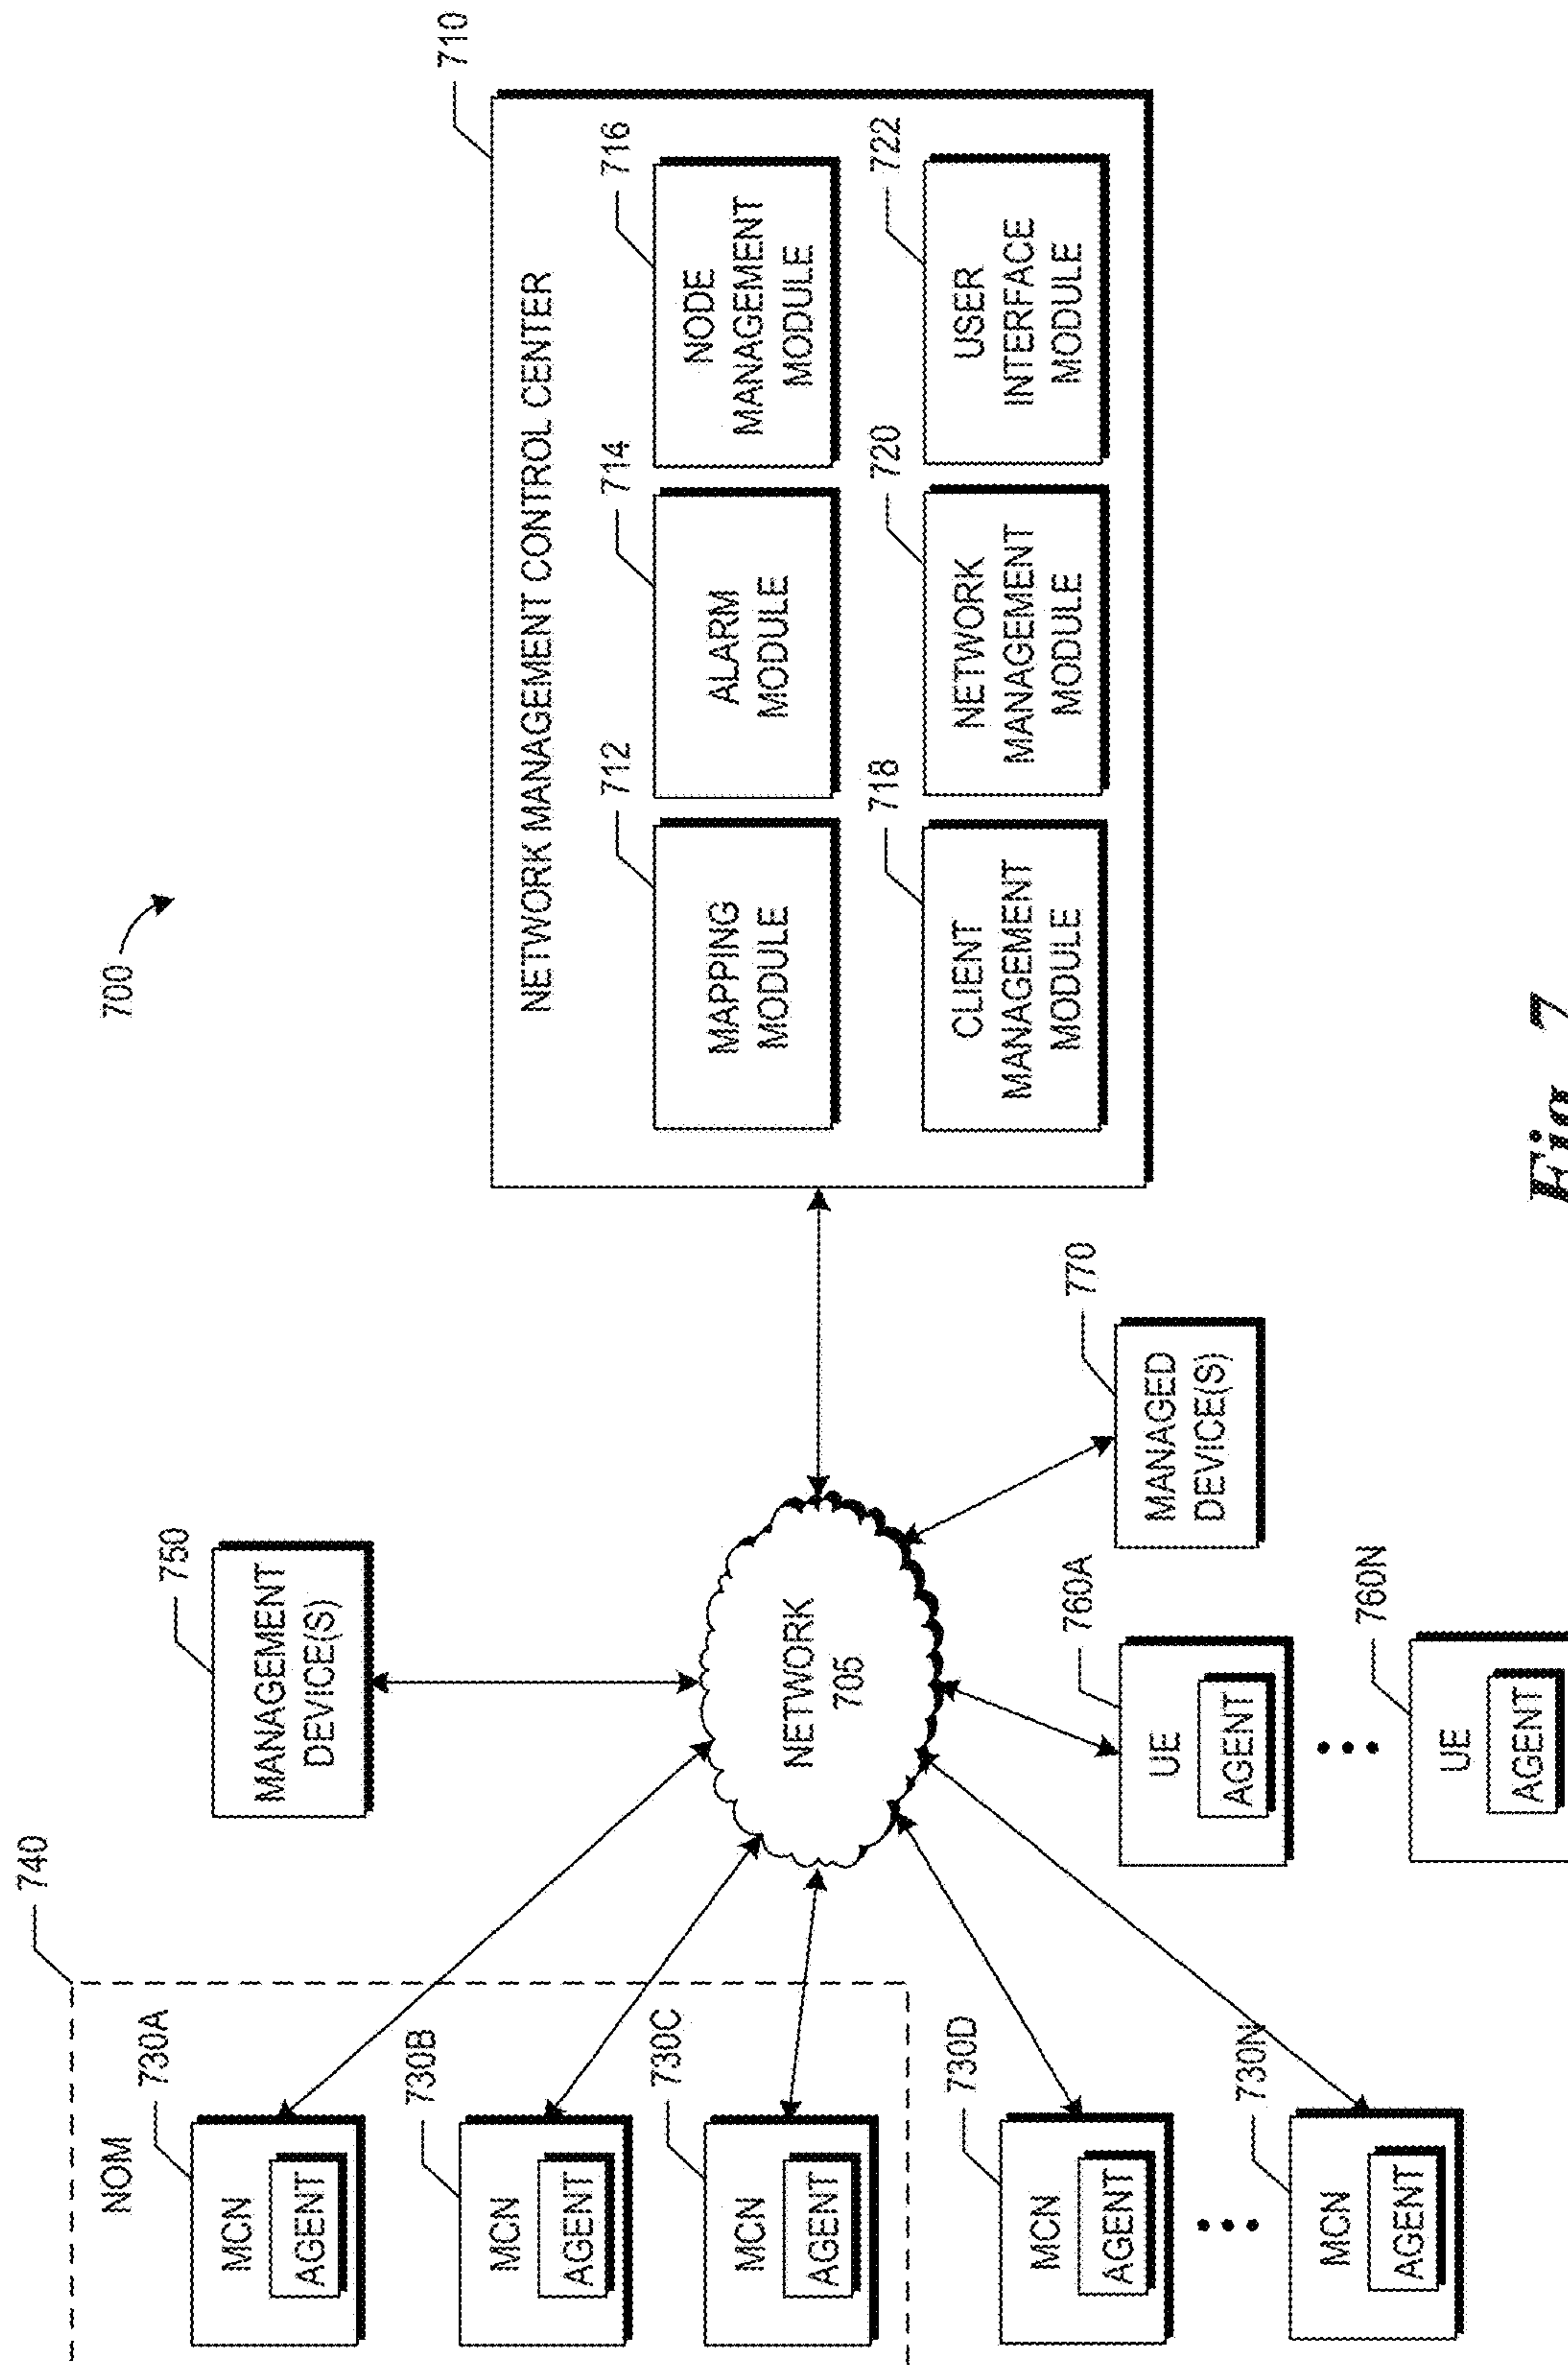 700
740
NOM
730A
MCN
AGENT
730B
MCN
AGENT
730C
MCN
AGENT
730D
MCN
AGENT
730N
MCN
AGENT
750
MANAGEMENT
DEVICE(S)
NETWORK
705
760A
UE
AGENT
760N
UE
AGENT
770
MANAGED
DEVICE(S)
710
NETWORK MANAGEMENT CONTROL CENTER
712
MAPPING
MODULE
714
ALARM
MODULE
716
NODE
MANAGEMENT
MODULE
718
CLIENT
MANAGEMENT
MODULE
720
NETWORK
MANAGEMENT
MODULE
722
USER
INTERFACE
MODULE
Fig. 7